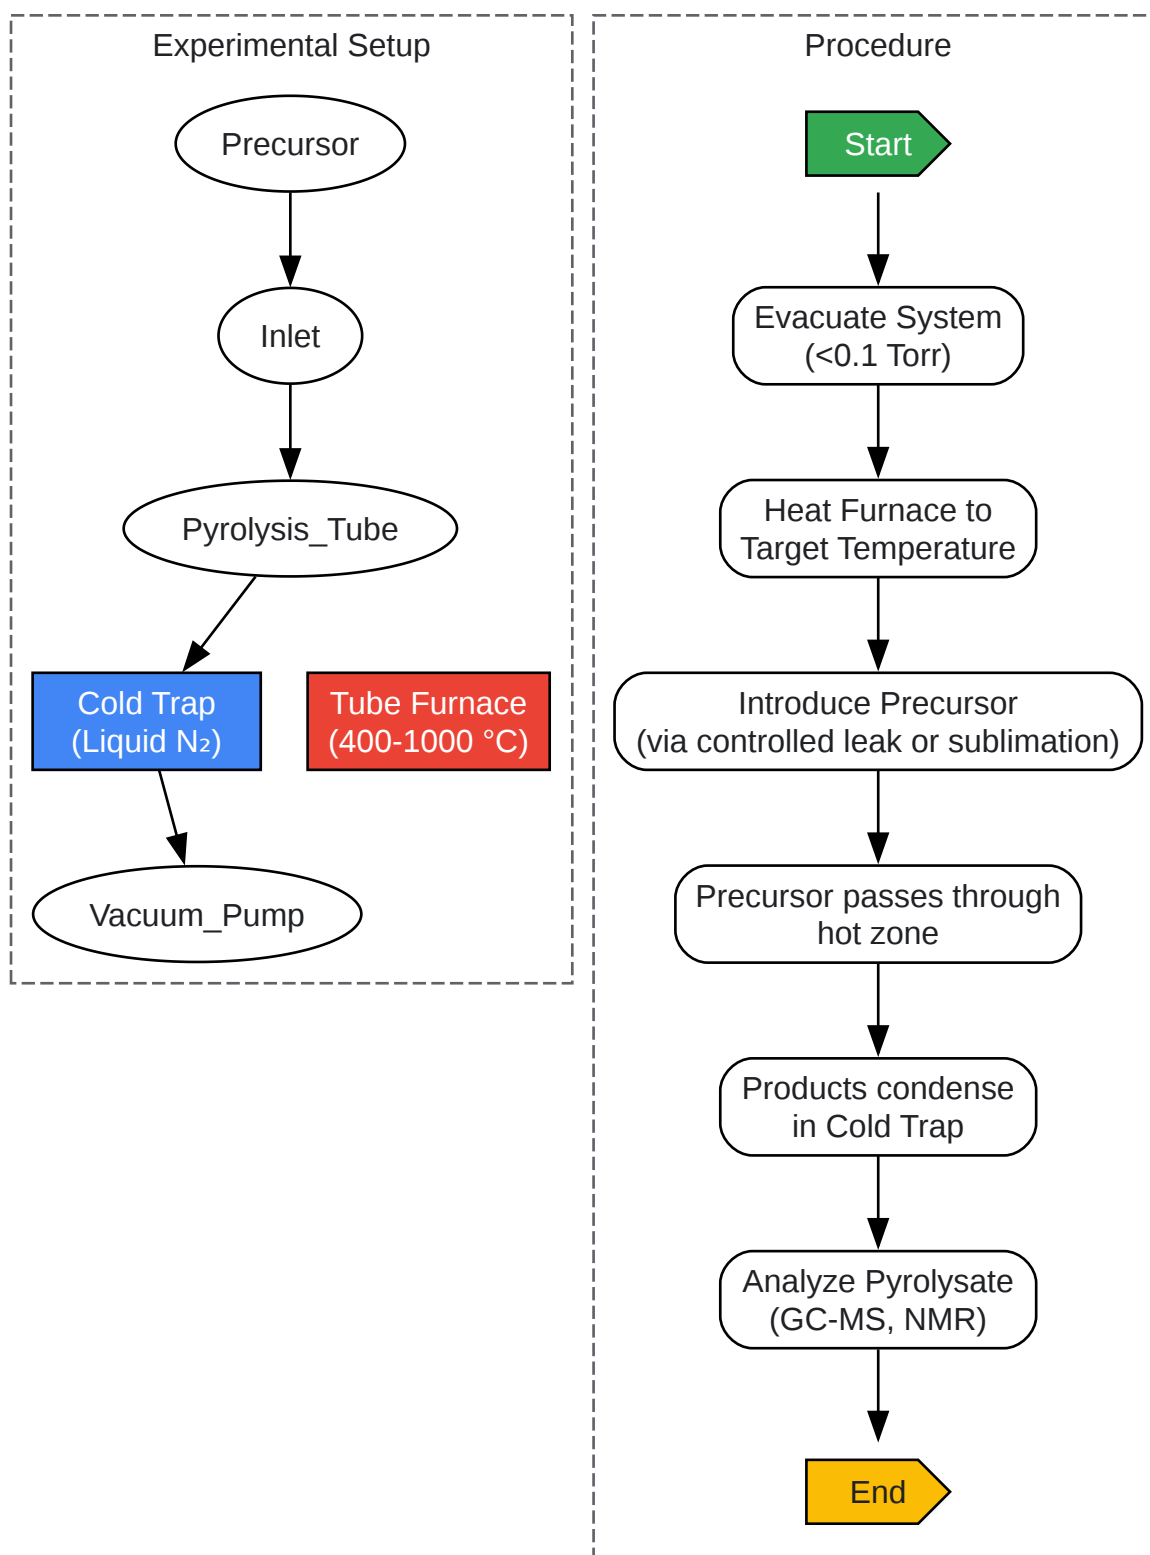 Experimental Setup
Precursor
Inlet
Pyrolysis_Tube
Cold Trap
(Liquid N₂)
Tube Furnace
(400-1000 °C)
Vacuum_Pump
Procedure
Start
Evacuate System
(<0.1 Torr)
Heat Furnace to
Target Temperature
Introduce Precursor
(via controlled leak or sublimation)
Precursor passes through
hot zone
Products condense
in Cold Trap
Analyze Pyrolysate
(GC-MS, NMR)
End